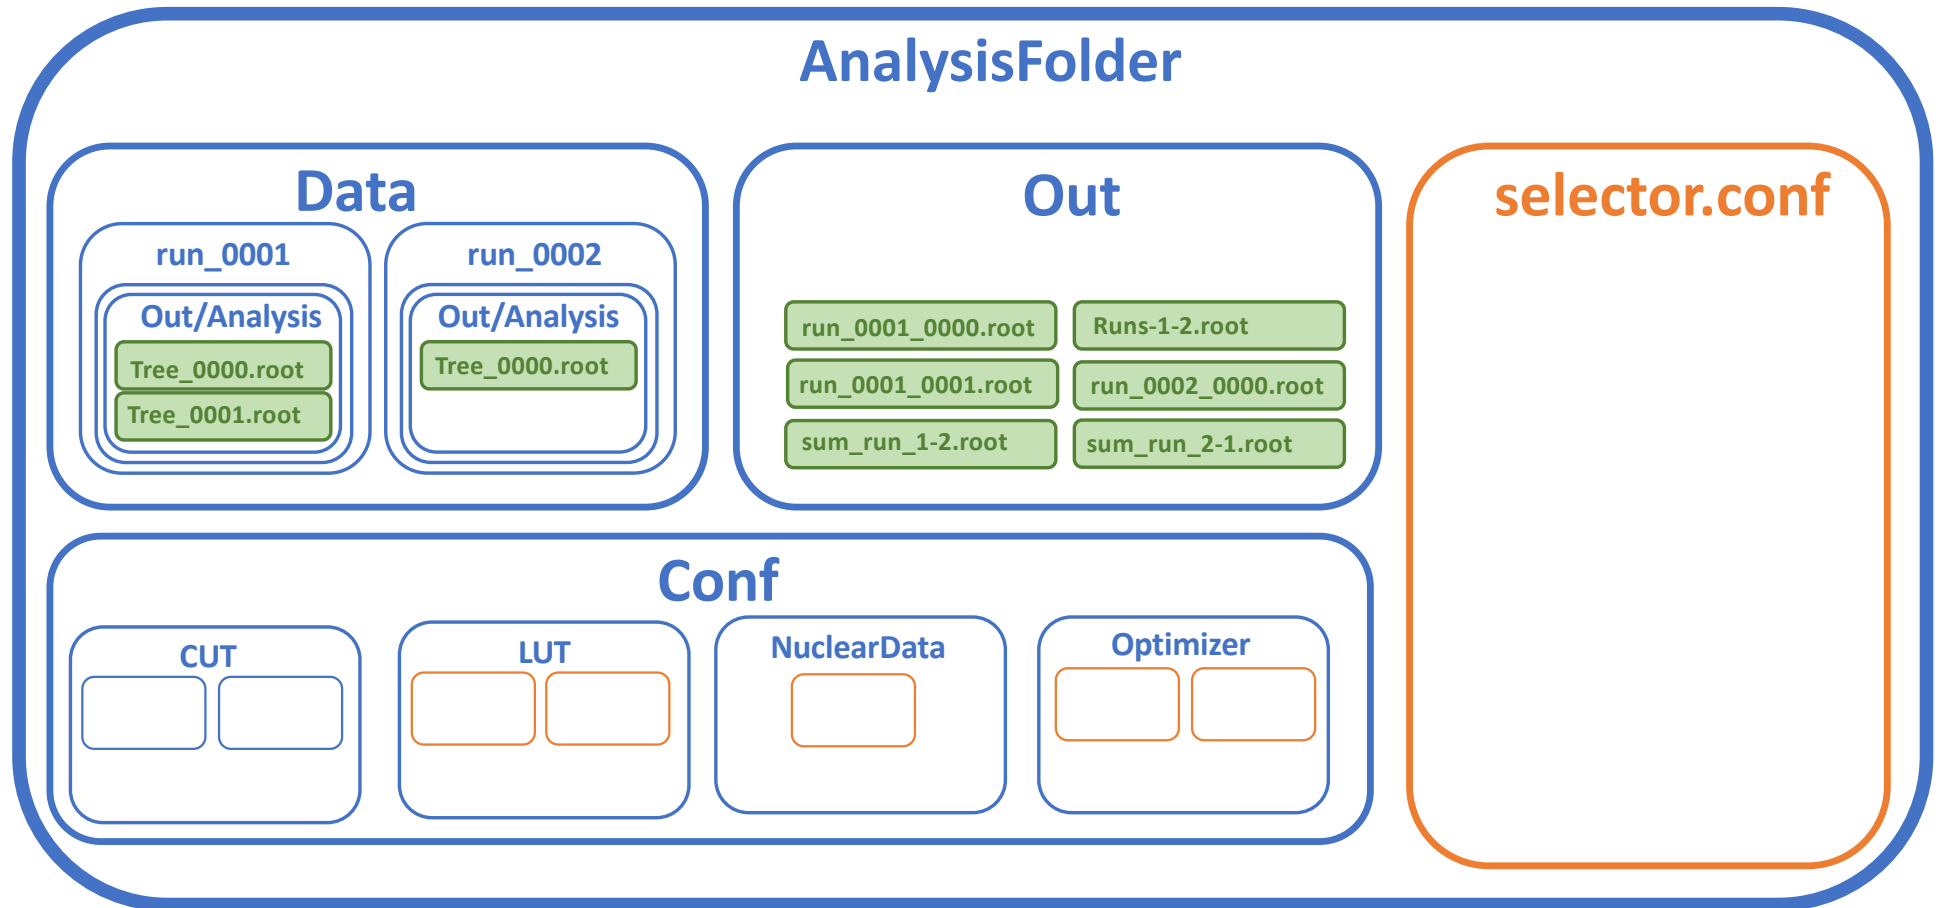 AnalysisFolder
Data
run_0001
Out/Analysis
Tree_0000.root
Tree_0001.root
run_0002
Out/Analysis
Tree_0000.root
Out
run_0001_0000.root
Runs-1-2.root
run_0001_0001.root
run_0002_0000.root
sum_run_1-2.root
sum_run_2-1.root
selector.conf
Conf
CUT
LUT
NuclearData
Optimizer